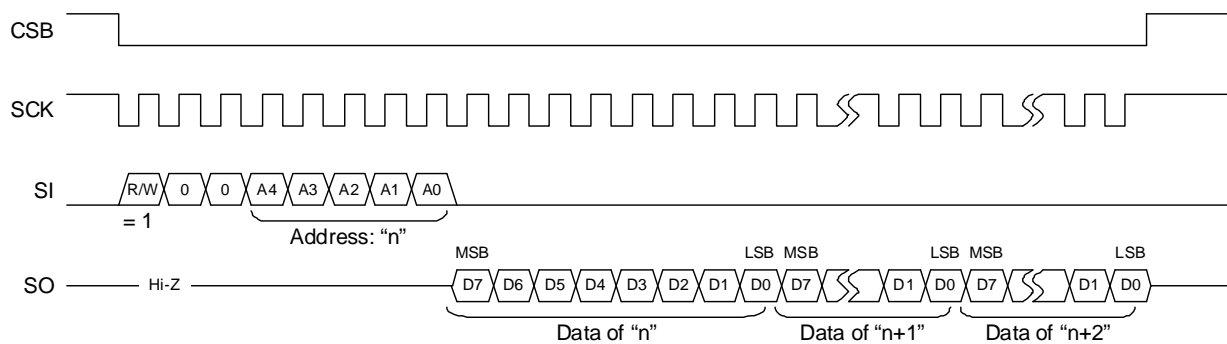 CSB
SCK
SI R/W 0 0 A4 A3 A2 A1 A0
= 1
Address: “n”
MSB LSB MSB LSB MSB LSB
SO Hi-Z D7 D6 D5 D4 D3 D2 D1 D0 D7 D1 D0 D7 D1 D0
Data of “n” Data of “n+1” Data of “n+2”